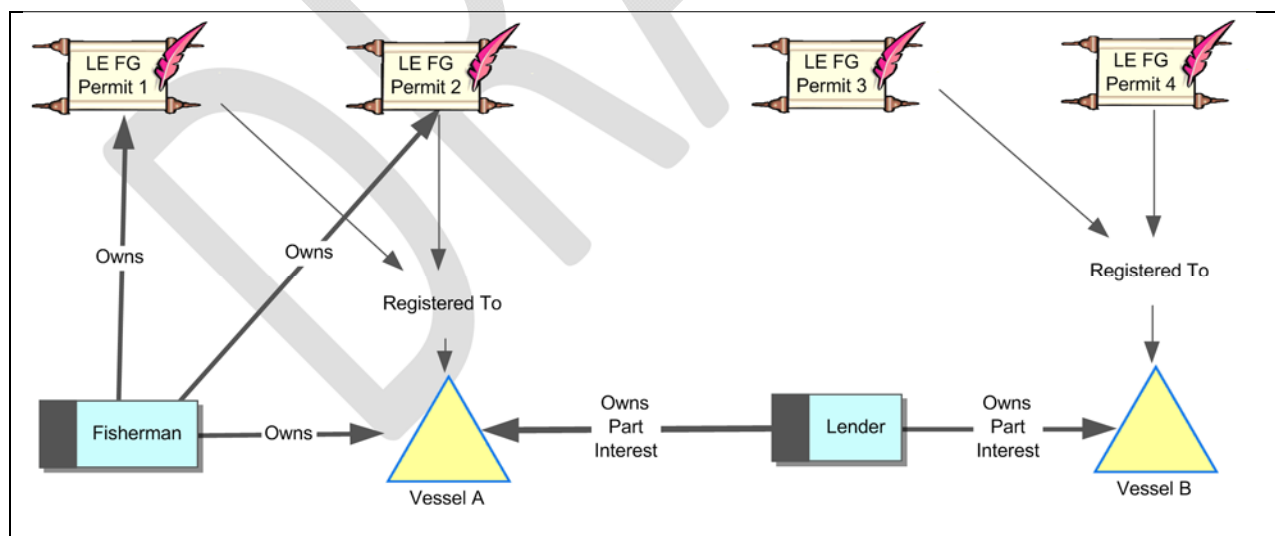 LE FG
Permit 1
LE FG
Permit 2
LE FG
Permit 3
LE FG
Permit 4
Owns
Owns
Registered To
Registered To
Fisherman
Owns
Owns
Part
Interest
Lender
Owns
Part
Interest
Vessel A
Vessel B